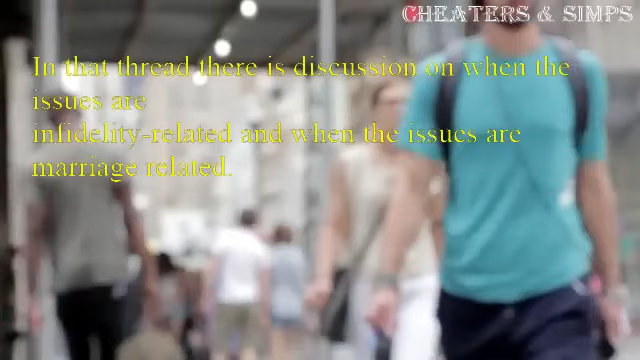 CHEATERS & SIMPS
In that thread there is discussion on when the
issues are
infidelity-related and when the issues are
marriage related.